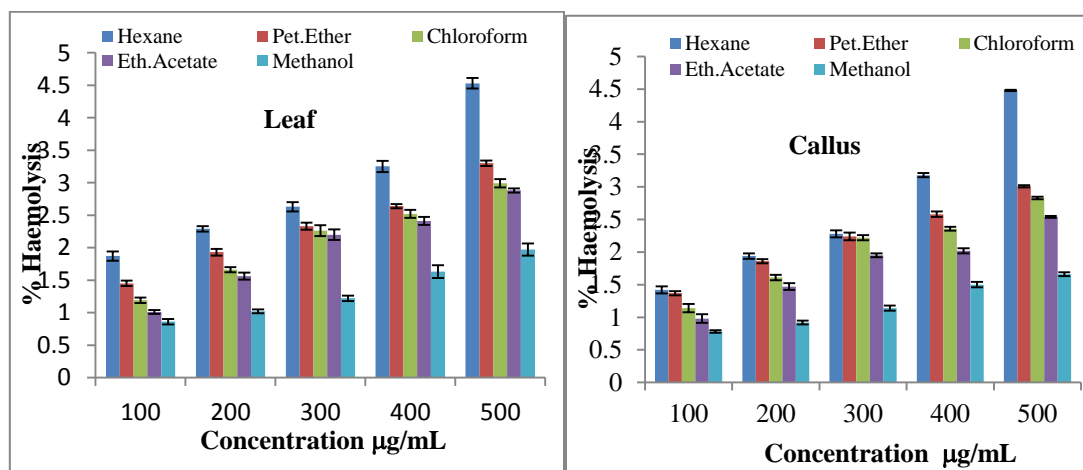 Hexane Pet.Ether Chloroform
Eth.Acetate Methanol
Leaf
% Haemolysis
5
4.5
4
3.5
3
2.5
2
1.5
1
0.5
0
100 200 300 400 500
Concentration µg/mL
Hexane Pet.Ether Chloroform
Eth.Acetate Methanol
Callus
% Haemolysis
5
4.5
4
3.5
3
2.5
2
1.5
1
0.5
0
100 200 300 400 500
Concentration µg/mL